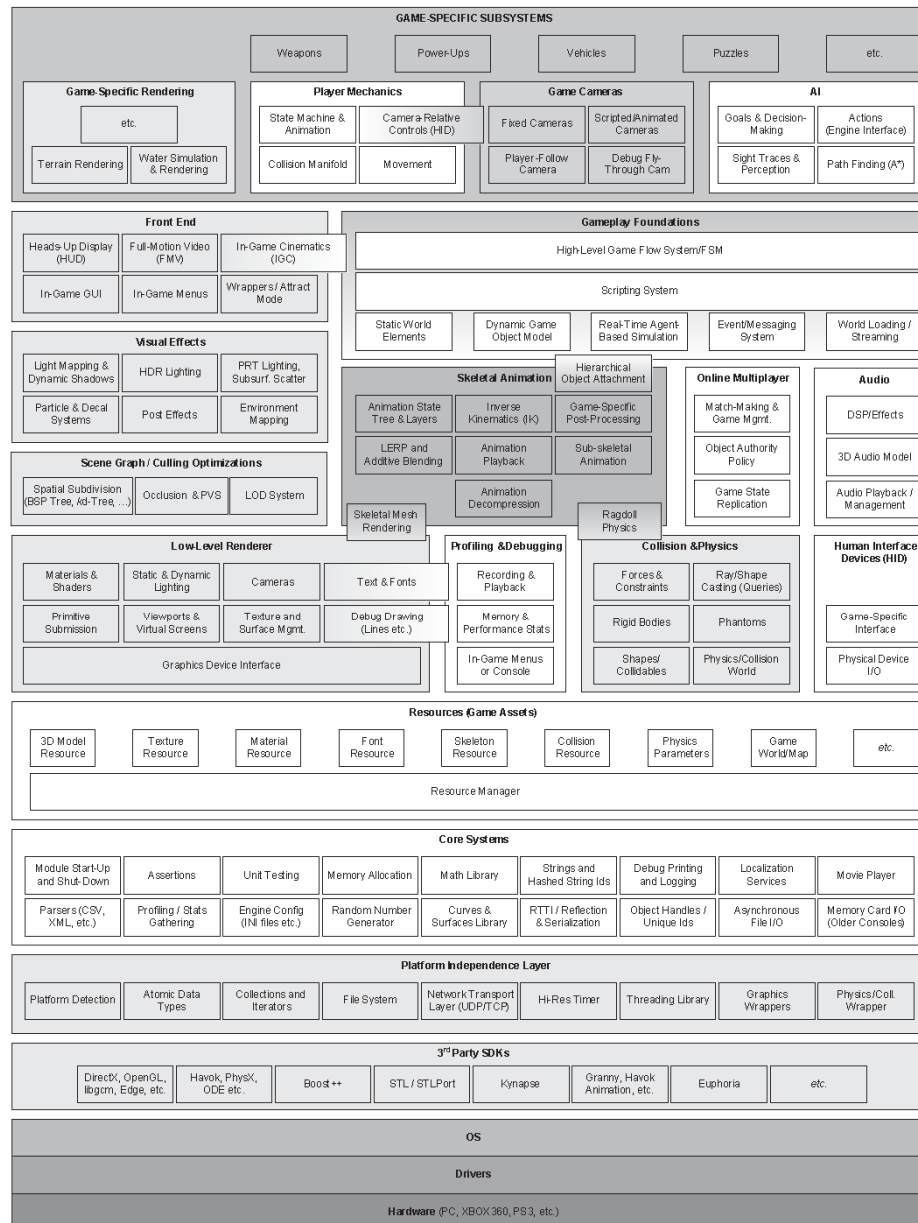 GAME-SPECIFIC SUBSYSTEMS
Weapons
Power-Ups
Vehicles
Puzzles
etc.
Game-Specific Rendering
etc.
Terrain Rendering
Water Simulation
& Rendering
Player Mechanics
State Machine &
Animation
Camera-Relative
Controls (HID)
Collision Manifold
Movement
Game Cameras
Fixed Cameras
Scripted/Animated
Cameras
Player-Follow
Camera
Debug Fly-
Through Cam
AI
Goals & Decision-
Making
Actions
(Engine Interface)
Sight Traces &
Perception
Path Finding (A*)
Front End
Heads-Up Display
(HUD)
Full-Motion Video
(FMV)
In-Game Cinematics
(IGC)
In-Game GUI
In-Game Menus
Wrappers / Attract
Mode
Gameplay Foundations
High-Level Game Flow System/FSM
Scripting System
Static World
Elements
Dynamic Game
Object Model
Real-Time Agent-
Based Simulation
Event/Messaging
System
World Loading /
Streaming
Visual Effects
Light Mapping &
Dynamic Shadows
HDR Lighting
PRT Lighting,
Subsurf. Scatter
Particle & Decal
Systems
Post Effects
Environment
Mapping
Hierarchical
Object Attachment
Skeletal Animation
Animation State
Tree & Layers
Inverse
Kinematics (IK)
Game-Specific
Post-Processing
LERP and
Additive Blending
Animation
Playback
Sub-skeletal
Animation
Animation
Decompression
Skeletal Mesh
Rendering
Ragdoll
Physics
Online Multiplayer
Match-Making &
Game Mgmt.
Object Authority
Policy
Game State
Replication
Audio
DSP/Effects
3D Audio Model
Audio Playback /
Management
Scene Graph / Culling Optimizations
Spatial Subdivision
(BSP Tree, kd-Tree, ...)
Occlusion & PVS
LOD System
Low-Level Renderer
Materials &
Shaders
Static & Dynamic
Lighting
Cameras
Text & Fonts
Primitive
Submission
Viewports &
Virtual Screens
Texture and
Surface Mgmt.
Debug Drawing
(Lines etc.)
Graphics Device Interface
Profiling & Debugging
Recording &
Playback
Memory &
Performance Stats
In-Game Menus
or Console
Collision & Physics
Forces &
Constraints
Ray/Shape
Casting (Queries)
Rigid Bodies
Phantoms
Shapes/
Collidables
Physics/Collision
World
Human Interface
Devices (HID)
Game-Specific
Interface
Physical Device
I/O
Resources (Game Assets)
3D Model
Resource
Texture
Resource
Material
Resource
Font
Resource
Skeleton
Resource
Collision
Resource
Physics
Parameters
Game
World/Map
etc.
Resource Manager
Core Systems
Module Start-Up
and Shut-Down
Assertions
Unit Testing
Memory Allocation
Math Library
Strings and
Hashed String Ids
Debug Printing
and Logging
Localization
Services
Movie Player
Parsers (CSV,
XML, etc.)
Profiling / Stats
Gathering
Engine Config
(INI files etc.)
Random Number
Generator
Curves &
Surfaces Library
RTTI / Reflection
& Serialization
Object Handles /
Unique Ids
Asynchronous
File I/O
Memory Card I/O
(Older Consoles)
Platform Independence Layer
Platform Detection
Atomic Data
Types
Collections and
Iterators
File System
Network Transport
Layer (UDP/TCP)
Hi-Res Timer
Threading Library
Graphics
Wrappers
Physics/Coll.
Wrapper
3rd Party SDKs
DirectX, OpenGL,
libgcm, Edge, etc.
Havok, PhysX,
ODE etc.
Boost++
STL / STLPort
Kynapse
Granny, Havok
Animation, etc.
Euphoria
etc.
OS
Drivers
Hardware (PC, XBOX360, PS3, etc.)